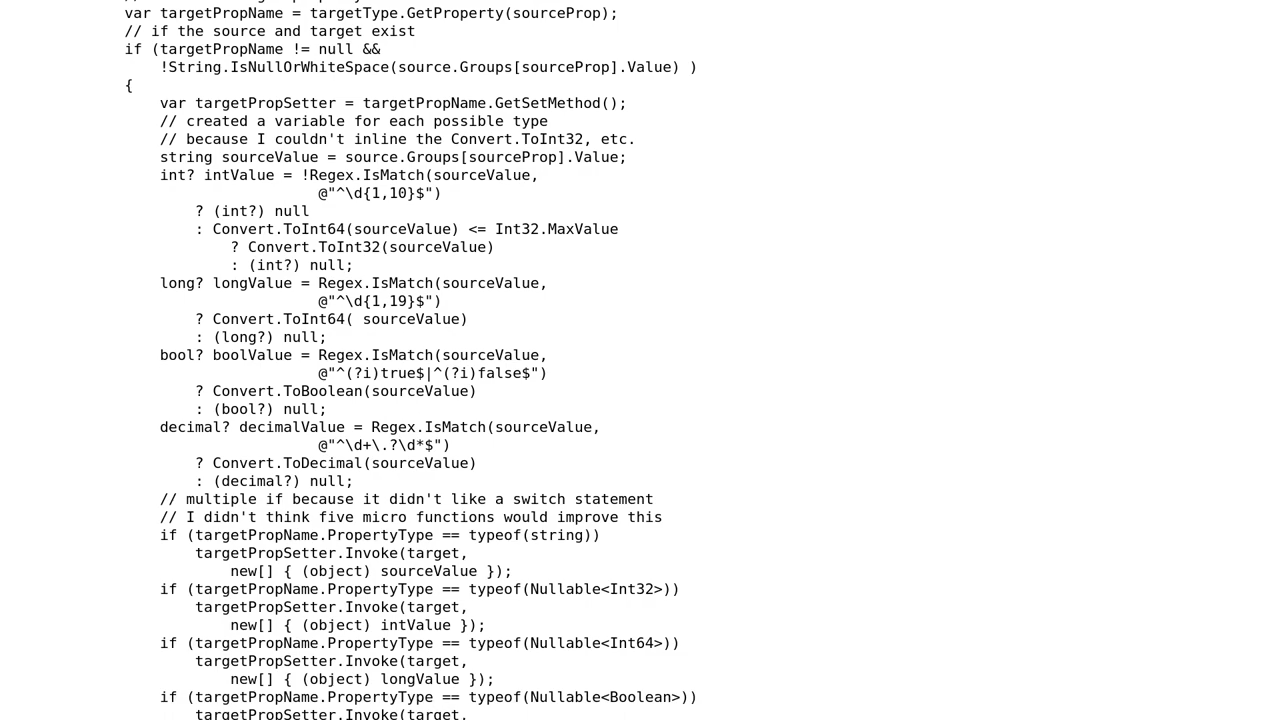 var targetPropName = targetType.GetProperty(sourceProp);
// if the source and target exist
if (targetPropName != null &&
!String.IsNullOrWhiteSpace(source.Groups[sourceProp].Value) )
{
var targetPropSetter = targetPropName.GetSetMethod();
// created a variable for each possible type
// because I couldn't inline the Convert.ToInt32, etc.
string sourceValue = source.Groups[sourceProp].Value;
int? intValue = !Regex.IsMatch(sourceValue,
@"^\d{1,10}$")
? (int?) null
: Convert.ToInt64(sourceValue) <= Int32.MaxValue
? Convert.ToInt32(sourceValue)
: (int?) null;
long? longValue = Regex.IsMatch(sourceValue,
@"^\d{1,19}$")
? Convert.ToInt64( sourceValue)
: (long?) null;
bool? boolValue = Regex.IsMatch(sourceValue,
@"^(?i)true$|^(?i)false$")
? Convert.ToBoolean(sourceValue)
: (bool?) null;
decimal? decimalValue = Regex.IsMatch(sourceValue,
@"^\d+\.?\d*$")
? Convert.ToDecimal(sourceValue)
: (decimal?) null;
// multiple if because it didn't like a switch statement
// I didn't think five micro functions would improve this
if (targetPropName.PropertyType == typeof(string))
targetPropSetter.Invoke(target,
new[] { (object) sourceValue });
if (targetPropName.PropertyType == typeof(Nullable<Int32>))
targetPropSetter.Invoke(target,
new[] { (object) intValue });
if (targetPropName.PropertyType == typeof(Nullable<Int64>))
targetPropSetter.Invoke(target,
new[] { (object) longValue });
if (targetPropName.PropertyType == typeof(Nullable<Boolean>))
targetPropSetter.Invoke(target,